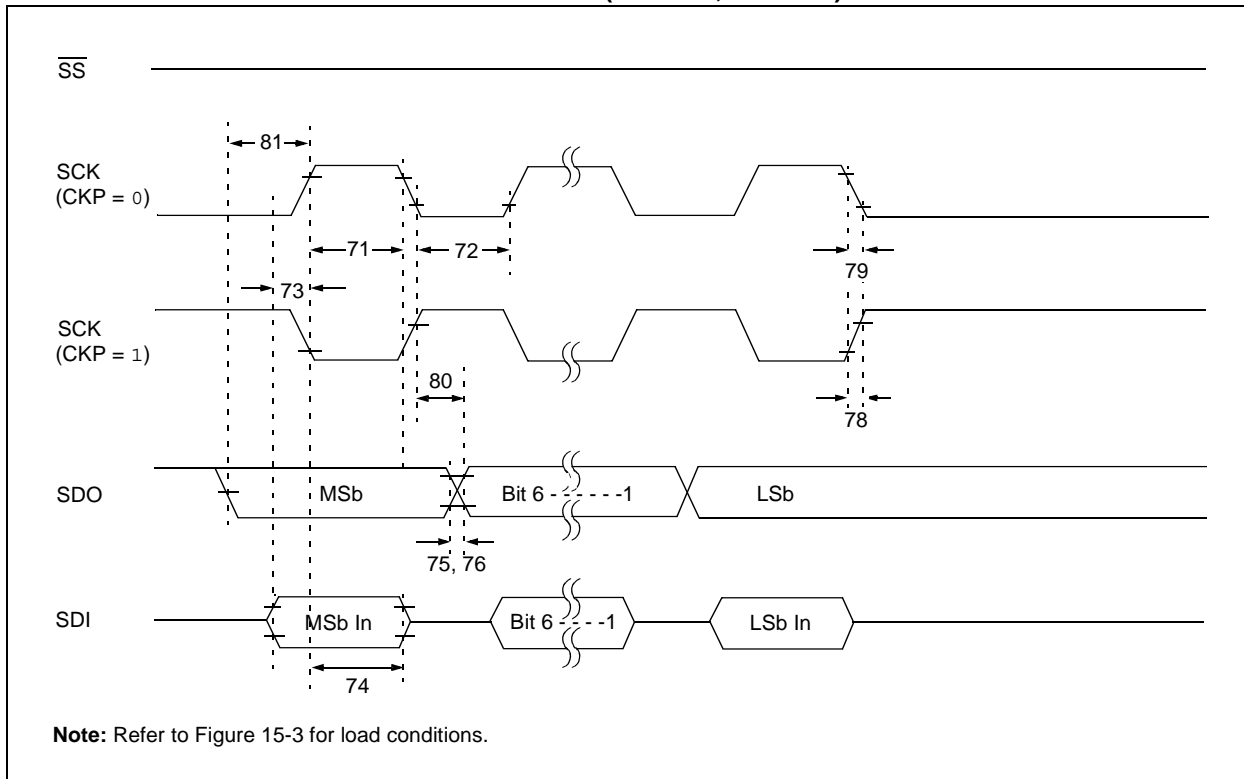 SS
81
SCK
(CKP = 0)
71
72
79
73
SCK
(CKP = 1)
80
78
SDO
MSb
Bit 6 - - - - - - -1
LSb
75, 76
SDI
MSb In
Bit 6 - - - - -1
LSb In
74
Note: Refer to Figure 15-3 for load conditions.